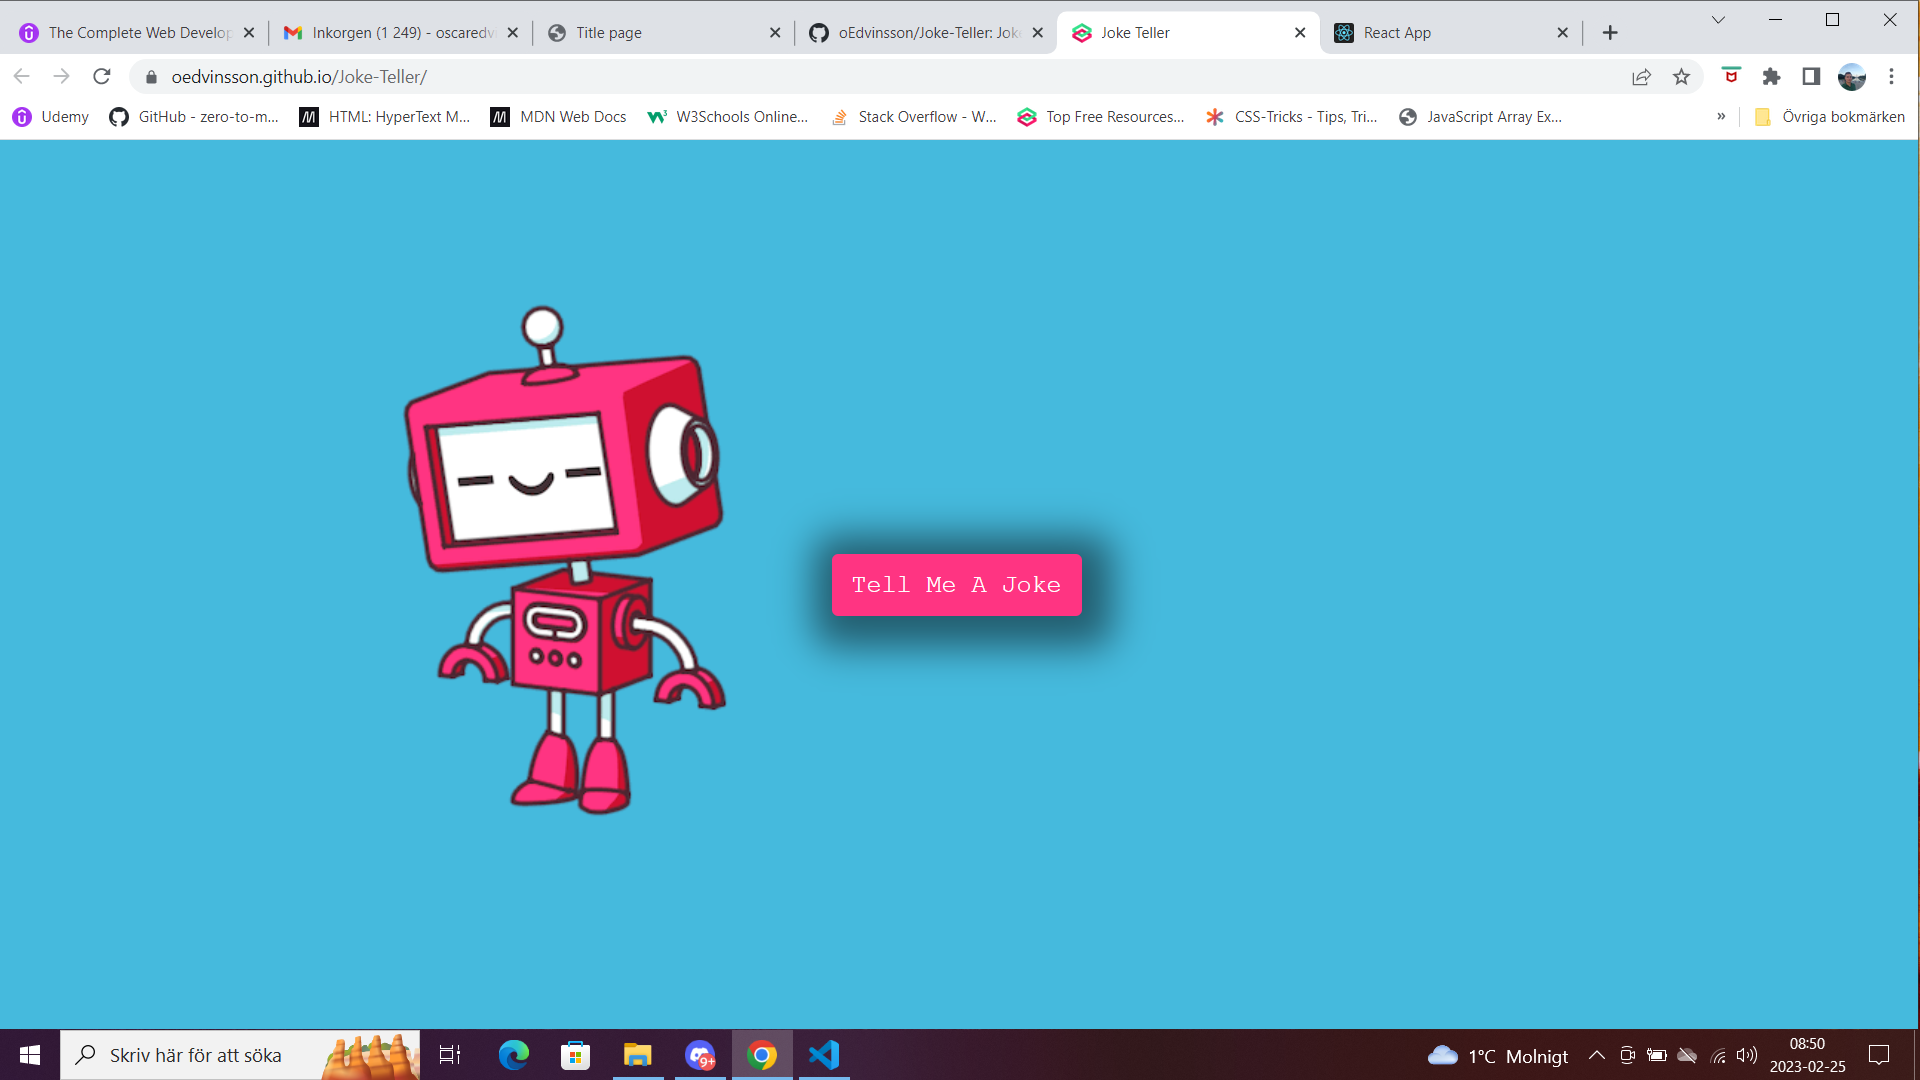 The Complete Web Develop
Inkorgen (1 249) - oscaredvi
Title page
oEdvinsson/Joke-Teller: Jok
Joke Teller
React App
oedvinsson.github.io/Joke-Teller/
Udemy
GitHub - zero-to-m...
HTML: HyperText M...
MDN Web Docs
W3Schools Online...
Stack Overflow - W...
Top Free Resources...
CSS-Tricks - Tips, Tri...
JavaScript Array Ex...
»
Övriga bokmärken
Tell Me A Joke
Skriv här för att söka
9+
1°C Molnigt
08:50
2023-02-25